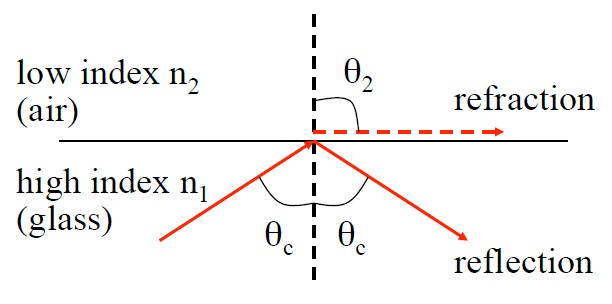 low index n₂
(air)
θ₂
refraction
high index n₁
(glass)
θc
θc
reflection